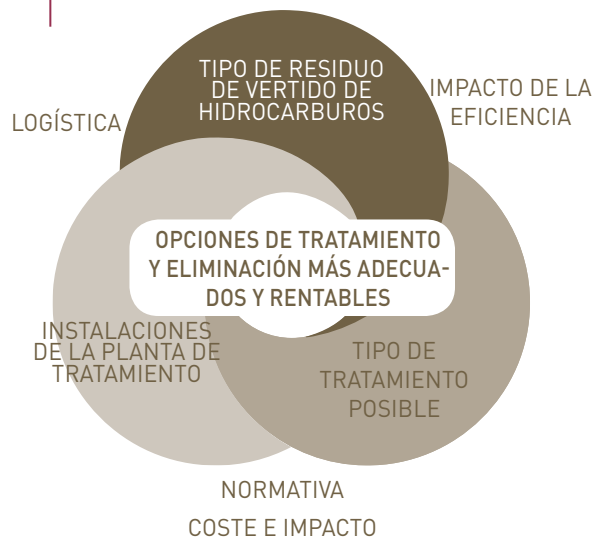 TIPO DE RESIDUO
DE VERTIDO DE
HIDROCARBUROS
LOGÍSTICA
IMPACTO DE LA
EFICIENCIA
OPCIONES DE TRATAMIENTO
Y ELIMINACIÓN MÁS ADECUA-
DOS Y RENTABLES
INSTALACIONES
DE LA PLANTA DE
TRATAMIENTO
TIPO DE
TRATAMIENTO
POSIBLE
NORMATIVA
COSTE E IMPACTO